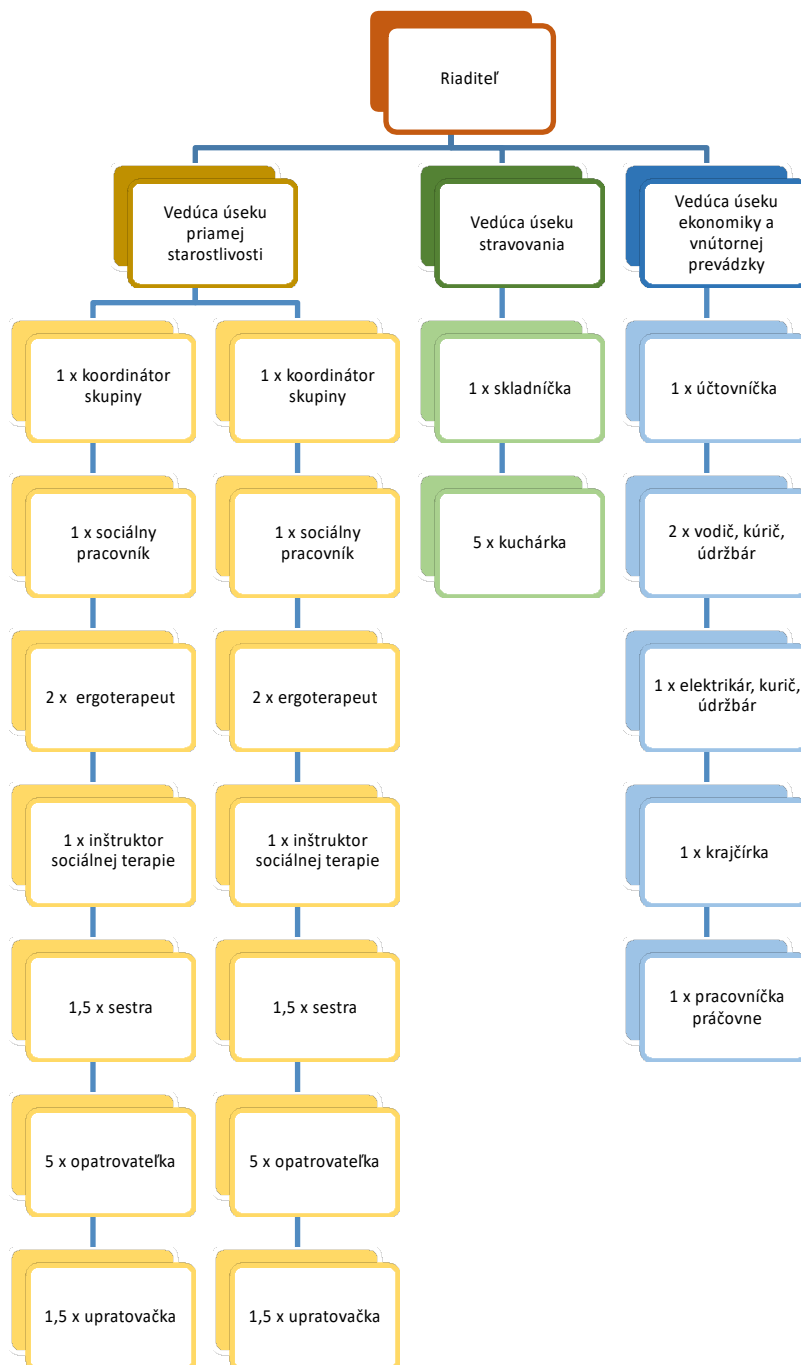 Riaditeľ
Vedúca úseku
priamej
starostlivosti
Vedúca úseku
stravovania
Vedúca úseku
ekonomiky a
vnútornej
prevádzky
1 x koordinátor
skupiny
1 x koordinátor
skupiny
1 x skladníčka
1 x účtovníčka
1 x sociálny
pracovník
1 x sociálny
pracovník
5 x kuchárka
2 x vodič, kúrič,
údržbár
2 x ergoterapeut
2 x ergoterapeut
1 x elektrikár, kurič,
údržbár
1 x inštruktor
sociálnej terapie
1 x inštruktor
sociálnej terapie
1 x krajčírka
1,5 x sestra
1,5 x sestra
1 x pracovníčka
práčovne
5 x opatrovateľka
5 x opatrovateľka
1,5 x upratovačka
1,5 x upratovačka